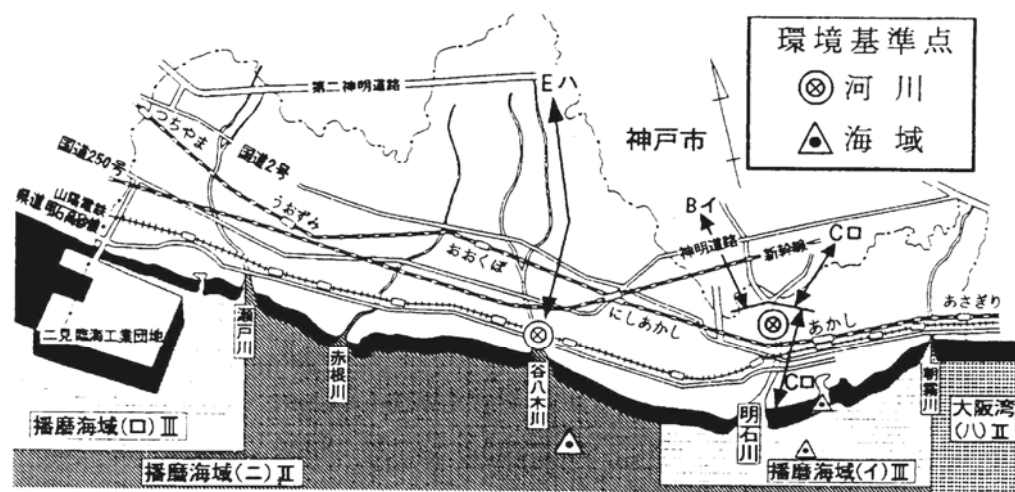 環境基準点
河川
海域
神戸市
第二神明道路
Eハ
つちやま
国道2号
国道250号
山陽電鉄
うおずみ
おおくぼ
Bイ
Cロ
神明道路
新幹線
にしあかし
あかし
あさぎり
二見臨海工業団地
瀬戸川
赤根川
谷八木川
Cロ
明石川
朝霧川
大阪湾
(ハ)Ⅱ
播磨海域(ロ)Ⅲ
播磨海域(ニ)Ⅱ
播磨海域(イ)Ⅲ